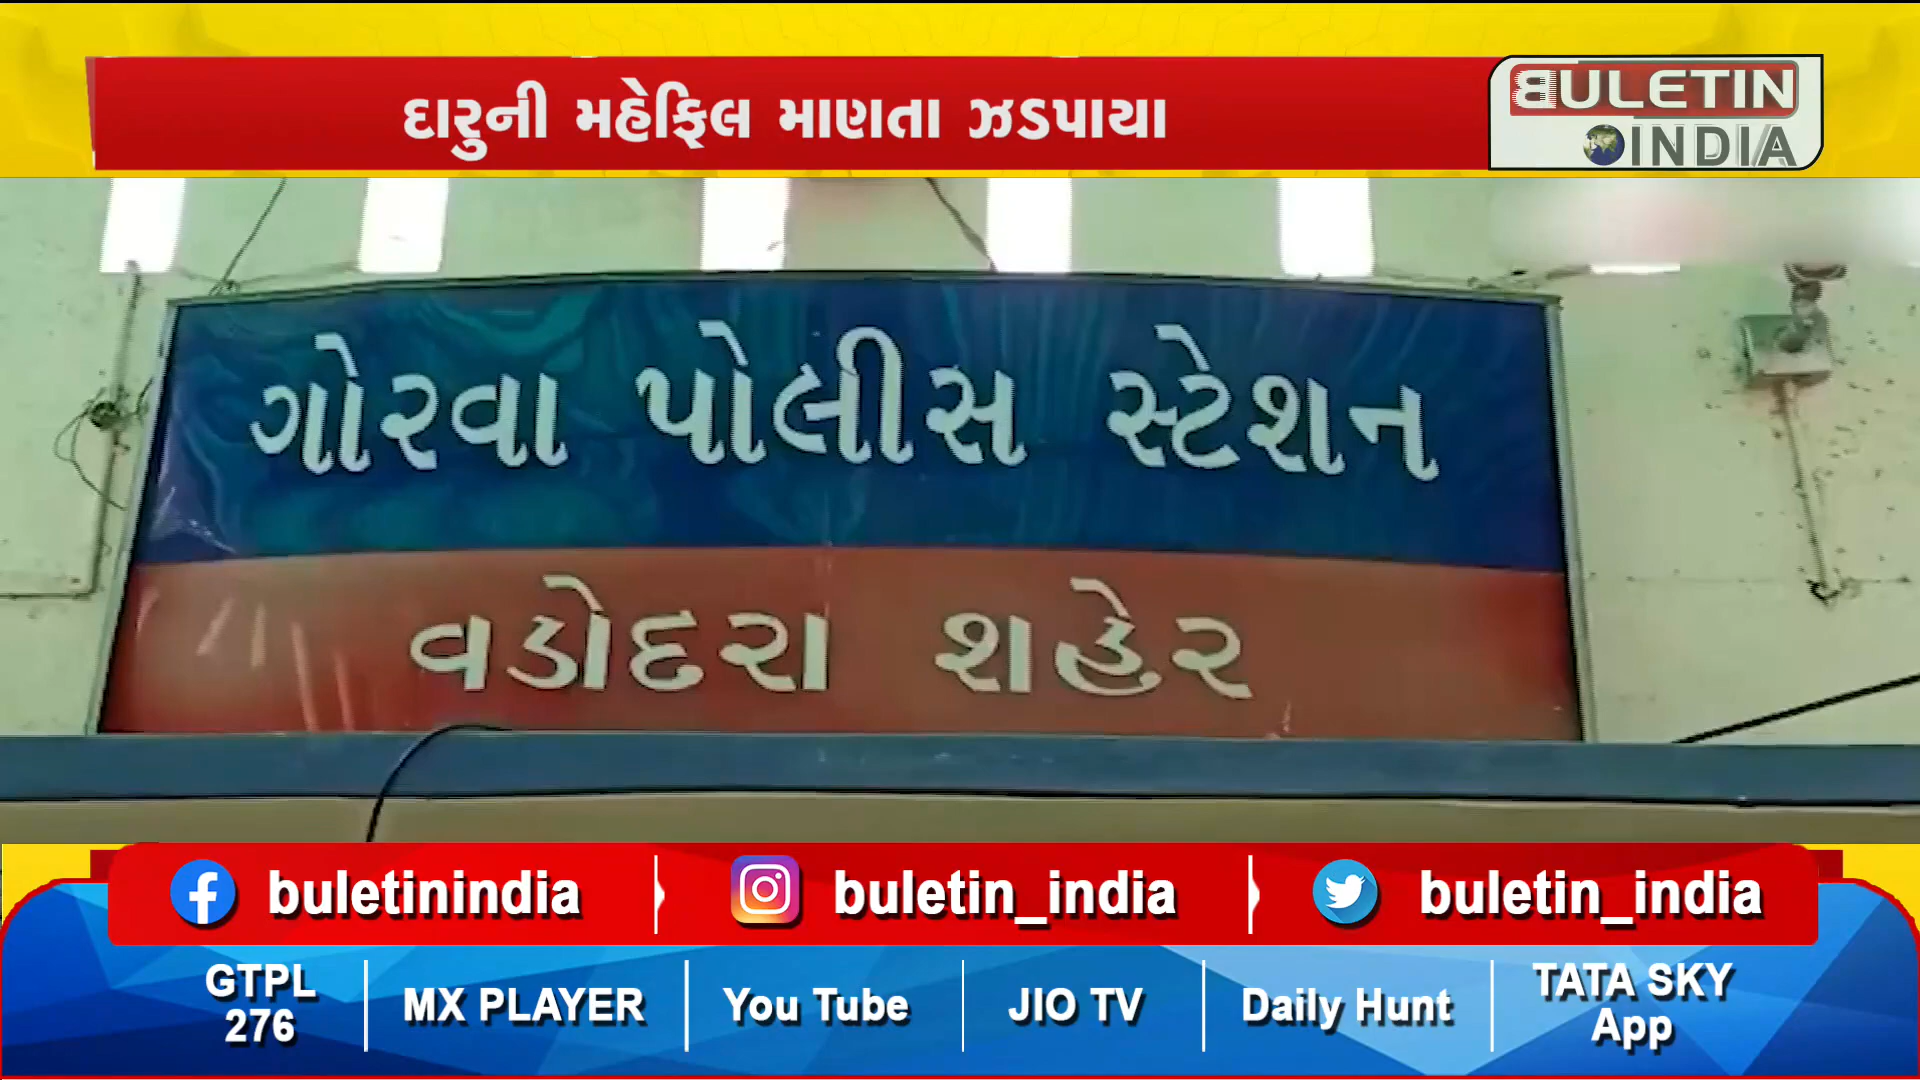 દારુની મહેફિલ માણતા ઝડપાયા
BULETIN
INDIA
ગોરવા પોલીસ સ્ટેશન
વડોદરા શહેર
buletinindia
buletin_india
buletin_india
GTPL
276
MX PLAYER
You Tube
JIO TV
Daily Hunt
TATA SKY
App